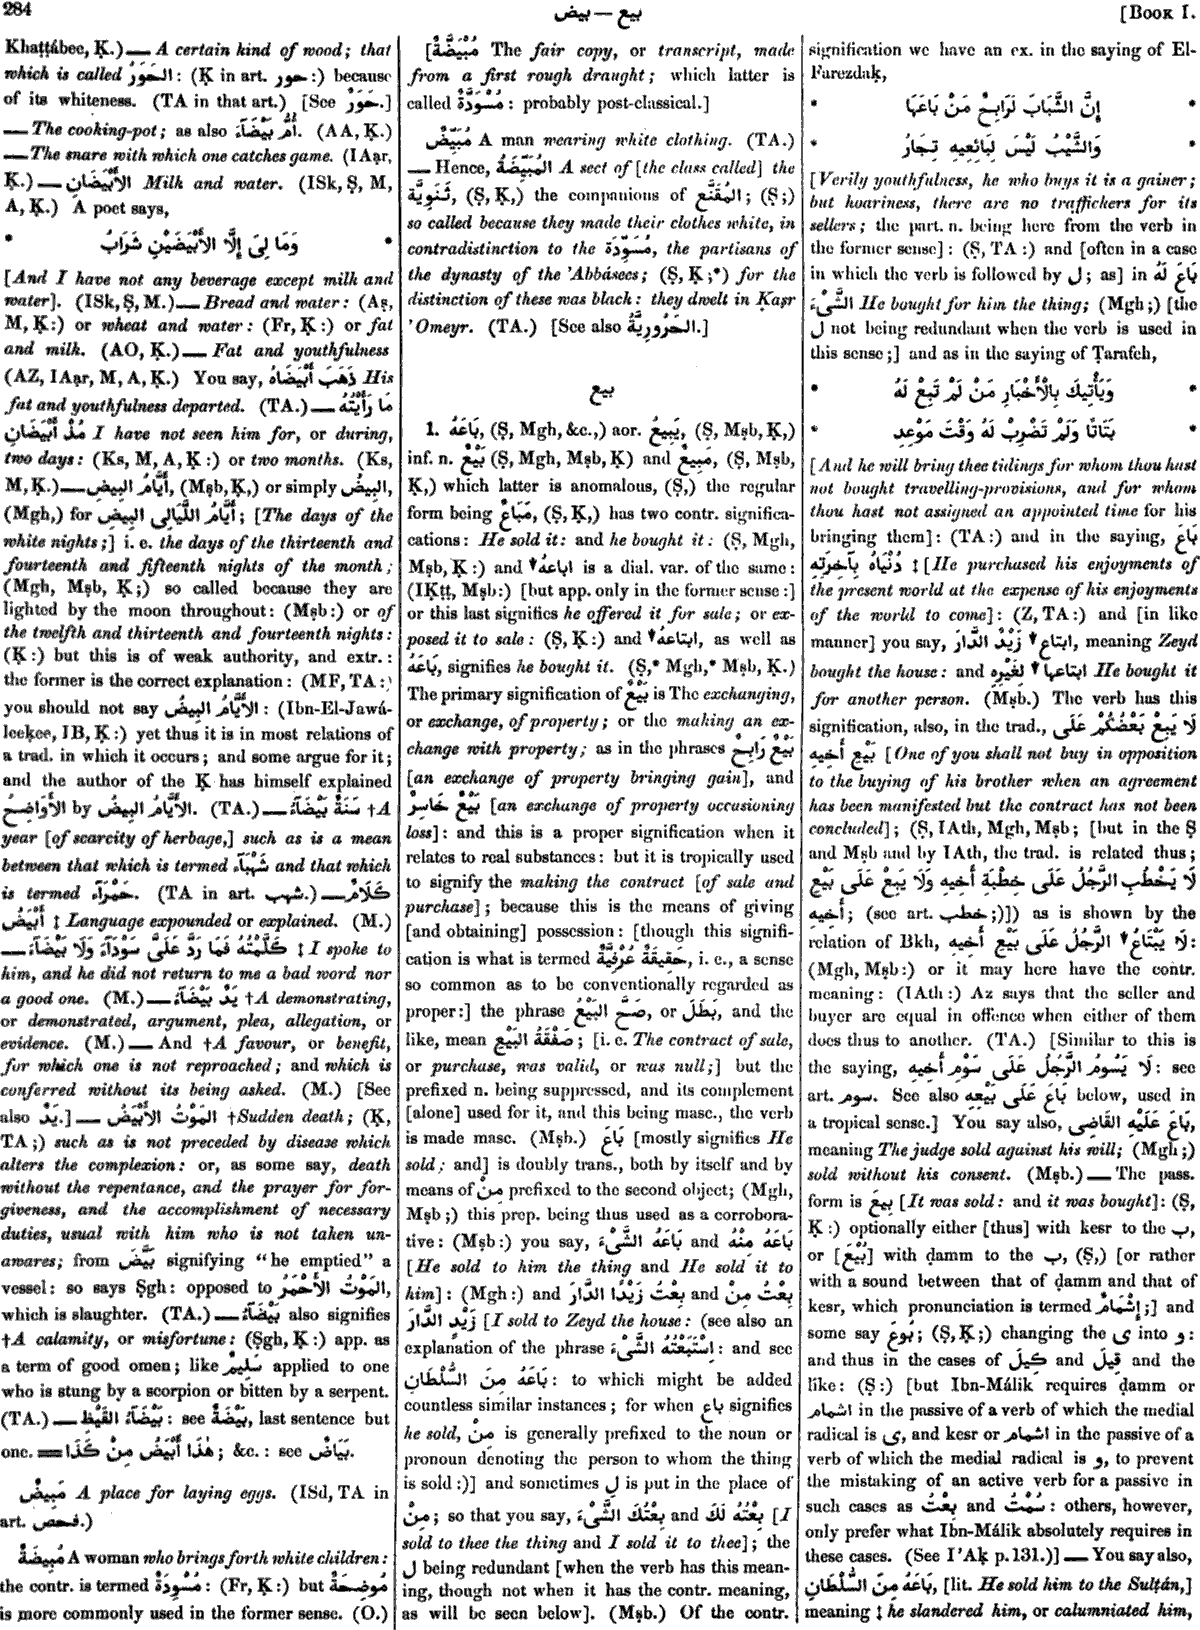 284
بيع — بيض
[Book I.
Khaṭṭábee, Ḳ.) — A certain kind of wood; that
which is called الحَوَرُ: (Ḳ in art. حور:) because
of its whiteness. (TA in that art.) [See حَوَرٌ.]
— The cooking-pot; as also أُمُّ بَيْضَآءَ. (AA, Ḳ.)
— The snare with which one catches game. (IAạr,
Ḳ.) — الأَبْيَضَانِ Milk and water. (ISk, Ṣ, M,
A, Ḳ.) A poet says,
* وَمَا لِىَ إِلَّا الأَبْيَضَيْنِ شَرَابُ *
[And I have not any beverage except milk and
water]. (ISk, Ṣ, M.) — Bread and water: (Aṣ,
M, Ḳ:) or wheat and water: (Fr, Ḳ:) or fat
and milk. (AO, Ḳ.) — Fat and youthfulness
(AZ, IAạr, M, A, Ḳ.) You say, ذَهَبَ أَبْيَضَاهُ His
fat and youthfulness departed. (TA.) — مَا رَأَيْتُهُ
مُذْ أَبْيَضَانِ I have not seen him for, or during,
two days: (Ks, M, A, Ḳ:) or two months. (Ks,
M, Ḳ.) — أَيَّامُ البِيضِ, (Mṣb, Ḳ,) or simply البِيضُ,
(Mgh,) for أَيَّامُ اللَّيَالِى البِيضِ; [The days of the
white nights;] i. e. the days of the thirteenth and
fourteenth and fifteenth nights of the month;
(Mgh, Mṣb, Ḳ;) so called because they are
lighted by the moon throughout: (Mṣb:) or of
the twelfth and thirteenth and fourteenth nights:
(Ḳ:) but this is of weak authority, and extr.:
the former is the correct explanation: (MF, TA:)
you should not say الأَيَّامُ البِيضُ: (Ibn-El-Jawá-
leeḳee, IB, Ḳ:) yet thus it is in most relations of
a trad. in which it occurs; and some argue for it;
and the author of the Ḳ has himself explained
الأَوَاضِحُ by الأَيَّامُ البِيضُ. (TA.) — سَنَةٌ بَيْضَآءُ †A
year [of scarcity of herbage,] such as is a mean
between that which is termed شَهْبَآءُ and that which
is termed حَمْرَآءُ. (TA in art. شهب.) — كَلَامٌ
أَبْيَضُ ‡ Language expounded or explained. (M.)
— كَلَّمْتُهُ فَمَا رَدَّ عَلَىَّ سَوْدَآءَ وَلَا بَيْضَآءَ ‡ I spoke to
him, and he did not return to me a bad word nor
a good one. (M.) — يَدٌ بَيْضَآءُ †A demonstrating,
or demonstrated, argument, plea, allegation, or
evidence. (M.) — And †A favour, or benefit,
for which one is not reproached; and which is
conferred without its being asked. (M.) [See
also يَدٌ.] — المَوْتُ الأَبْيَضُ †Sudden death; (Ḳ,
TA;) such as is not preceded by disease which
alters the complexion: or, as some say, death
without the repentance, and the prayer for for-
giveness, and the accomplishment of necessary
duties, usual with him who is not taken un-
awares; from بَيَّضَ signifying "he emptied" a
vessel: so says Ṣgh: opposed to المَوْتُ الأَحْمَرُ,
which is slaughter. (TA.) — بَيْضَآءُ also signifies
†A calamity, or misfortune: (Ṣgh, Ḳ:) app. as
a term of good omen; like سَلِيمٌ applied to one
who is stung by a scorpion or bitten by a serpent.
(TA.) — بَيْضَآءُ القَيْظِ: see بَيْضَةٌ, last sentence but
one. = هٰذَا أَبْيَضُ مِنْ كَذَا; &c.: see بَيَاضٌ.
مَبِيضٌ A place for laying eggs. (ISd, TA in
art. فحص.)
مُبِيضَةٌ A woman who brings forth white children:
the contr. is termed مُسْوِدَةٌ: (Fr, Ḳ:) but مُوضِحَةٌ
is more commonly used in the former sense. (O.)
[مُبَيَّضَةٌ The fair copy, or transcript, made
from a first rough draught; which latter is
called مُسَوَّدَةٌ: probably post-classical.]
مُبَيِّضٌ A man wearing white clothing. (TA.)
— Hence, المُبَيِّضَةُ A sect of [the class called] the
ثَنَوِيَّة, (Ṣ, Ḳ,) the companions of المُقَنَّع; (Ṣ;)
so called because they made their clothes white, in
contradistinction to the مُسَوِّدَة, the partisans of
the dynasty of the 'Abbásees; (Ṣ, Ḳ;*) for the
distinction of these was black: they dwelt in Ḳaṣr
'Omeyr. (TA.) [See also الحَرُورِيَّةُ.]
بيع
1. بَاعَهُ, (Ṣ, Mgh, &c.,) aor. يَبِيعُ, (Ṣ, Mṣb, Ḳ,)
inf. n. بَيْعٌ (Ṣ, Mgh, Mṣb, Ḳ) and مَبِيعٌ, (Ṣ, Mṣb,
Ḳ,) which latter is anomalous, (Ṣ,) the regular
form being مَبَاعٌ, (Ṣ, Ḳ,) has two contr. significa-
cations: He sold it: and he bought it: (Ṣ, Mgh,
Mṣb, Ḳ:) and اباعهُ▼ is a dial. var. of the same:
(IḲṭṭ, Mṣb:) [but app. only in the former sense:]
or this last signifies he offered it for sale; or ex-
posed it to sale: (Ṣ, Ḳ:) and ابتاعه▼, as well as
بَاعَهُ, signifies he bought it. (Ṣ,* Mgh,* Mṣb, Ḳ.)
The primary signification of بَيْعٌ is The exchanging,
or exchange, of property; or the making an ex-
change with property; as in the phrases بَيْعٌ رَابِحٌ
[an exchange of property bringing gain], and
بَيْعٌ خَاسِرٌ [an exchange of property occasioning
loss]: and this is a proper signification when it
relates to real substances: but it is tropically used
to signify the making the contract [of sale and
purchase]; because this is the means of giving
[and obtaining] possession: [though this signifi-
cation is what is termed حَقِيقَةٌ عُرْفِيَّةٌ, i. e., a sense
so common as to be conventionally regarded as
proper:] the phrase صَحَّ البَيْعُ, or بَطَلَ, and the
like, mean صَفْقَةُ البَيْعِ; [i. e. The contract of sale,
or purchase, was valid, or was null;] but the
prefixed n. being suppressed, and its complement
[alone] used for it, and this being masc., the verb
is made masc. (Mṣb.) بَاعَ [mostly signifies He
sold; and] is doubly trans., both by itself and by
means of مِنْ prefixed to the second object; (Mgh,
Mṣb;) this prep. being thus used as a corrobora-
tive: (Mṣb:) you say, بَاعَهُ الشَّىْءَ and بَاعَهُ مِنْهُ
[He sold to him the thing and He sold it to
him]: (Mgh:) and بِعْتُ زَيْدًا الدَّارَ and بِعْتُ مِنْ
زَيْدٍ الدَّارَ [I sold to Zeyd the house: (see also an
explanation of the phrase اِسْتَبَعْتُهُ الشَّىْءَ: and see
بَاعَهُ مِنَ السُّلْطَانِ: to which might be added
countless similar instances; for when باع signifies
he sold, مِنْ is generally prefixed to the noun or
pronoun denoting the person to whom the thing
is sold:)] and sometimes لِ is put in the place of
مِنْ; so that you say, بِعْتُكَ الشَّىْءَ and بِعْتُهُ لَكَ [I
sold to thee the thing and I sold it to thee]; the
ل being redundant [when the verb has this mean-
ing, though not when it has the contr. meaning,
as will be seen below]. (Mṣb.) Of the contr.
signification we have an ex. in the saying of El-
Farezdaḳ,
* إِنَّ الشَّبَابَ لَرَابِحٌ مَنْ بَاعَهَا *
* وَالشَّيْبُ لَيْسَ لِبَائِعِيهِ تِجَارُ *
[Verily youthfulness, he who buys it is a gainer;
but hoariness, there are no traffickers for its
sellers; the part. n. being here from the verb in
the former sense]: (Ṣ, TA:) and [often in a case
in which the verb is followed by ل; as] in بَاعَ لَهُ
الشَّىْءَ He bought for him the thing; (Mgh;) [the
ل not being redundant when the verb is used in
this sense;] and as in the saying of Ṭarafeh,
* وَيَأْتِيكَ بِالْأَخْبَارِ مَنْ لَمْ تَبِعْ لَهُ *
* بَتَاتًا وَلَمْ تَضْرِبْ لَهُ وَقْتَ مَوْعِدِ *
[And he will bring thee tidings for whom thou hast
not bought travelling-provisions, and for whom
thou hast not assigned an appointed time for his
bringing them]: (TA:) and in the saying, بَاعَ
دُنْيَاهُ بِآخِرَتِهِ ‡ [He purchased his enjoyments of
the present world at the expense of his enjoyments
of the world to come]: (Z, TA:) and [in like
manner] you say, ابتاع▼ زَيْدٌ الدَّارَ, meaning Zeyd
bought the house: and ابتاعها▼ لِغَيْرِهِ He bought it
for another person. (Mṣb.) The verb has this
signification, also, in the trad., لَا يَبِعْ بَعْضُكُمْ عَلَى
بَيْعِ أَخِيهِ [One of you shall not buy in opposition
to the buying of his brother when an agreement
has been manifested but the contract has not been
concluded]; (Ṣ, IAth, Mgh, Mṣb; [but in the Ṣ
and Mṣb and by IAth, the trad. is related thus;
لَا يَخْطُبِ الرَّجُلُ عَلَى خِطْبَةِ أَخِيهِ وَلَا يَبِعْ عَلَى بَيْعِ
أَخِيهِ; (see art. خطب;)]) as is shown by the
relation of Bkh, لَا يَبْتَاعُ▼ الرَّجُلُ عَلَى بَيْعِ أَخِيهِ:
(Mgh, Mṣb:) or it may here have the contr.
meaning: (IAth:) Az says that the seller and
buyer are equal in offence when either of them
does thus to another. (TA.) [Similar to this is
the saying, لَا يَسُومُ الرَّجُلُ عَلَى سَوْمِ أَخِيهِ: see
art. سوم. See also بَاعَ عَلَى بَيْعِهِ below, used in
a tropical sense.] You say also, بَاعَ عَلَيْهِ القَاضِى,
meaning The judge sold against his will; (Mgh;)
sold without his consent. (Mṣb.) — The pass.
form is بِيعَ [It was sold: and it was bought]: (Ṣ,
Ḳ:) optionally either [thus] with kesr to the ب,
or [بُيْعَ] with ḍamm to the ب, (Ṣ,) [or rather
with a sound between that of ḍamm and that of
kesr, which pronunciation is termed إِشْمَامٌ;] and
some say بُوعَ; (Ṣ, Ḳ;) changing the ى into و:
and thus in the cases of كِيلَ and قِيلَ and the
like: (Ṣ:) [but Ibn-Málik requires ḍamm or
اشمام in the passive of a verb of which the medial
radical is ى, and kesr or اشمام in the passive of a
verb of which the medial radical is و, to prevent
the mistaking of an active verb for a passive in
such cases as بِعْتُ and سُمْتُ: others, however,
only prefer what Ibn-Málik absolutely requires in
these cases. (See I'Aḳ p.131.)] — You say also,
بَاعَهُ مِنَ السُّلْطَانِ, [lit. He sold him to the Sulṭán,]
meaning ‡ he slandered him, or calumniated him,